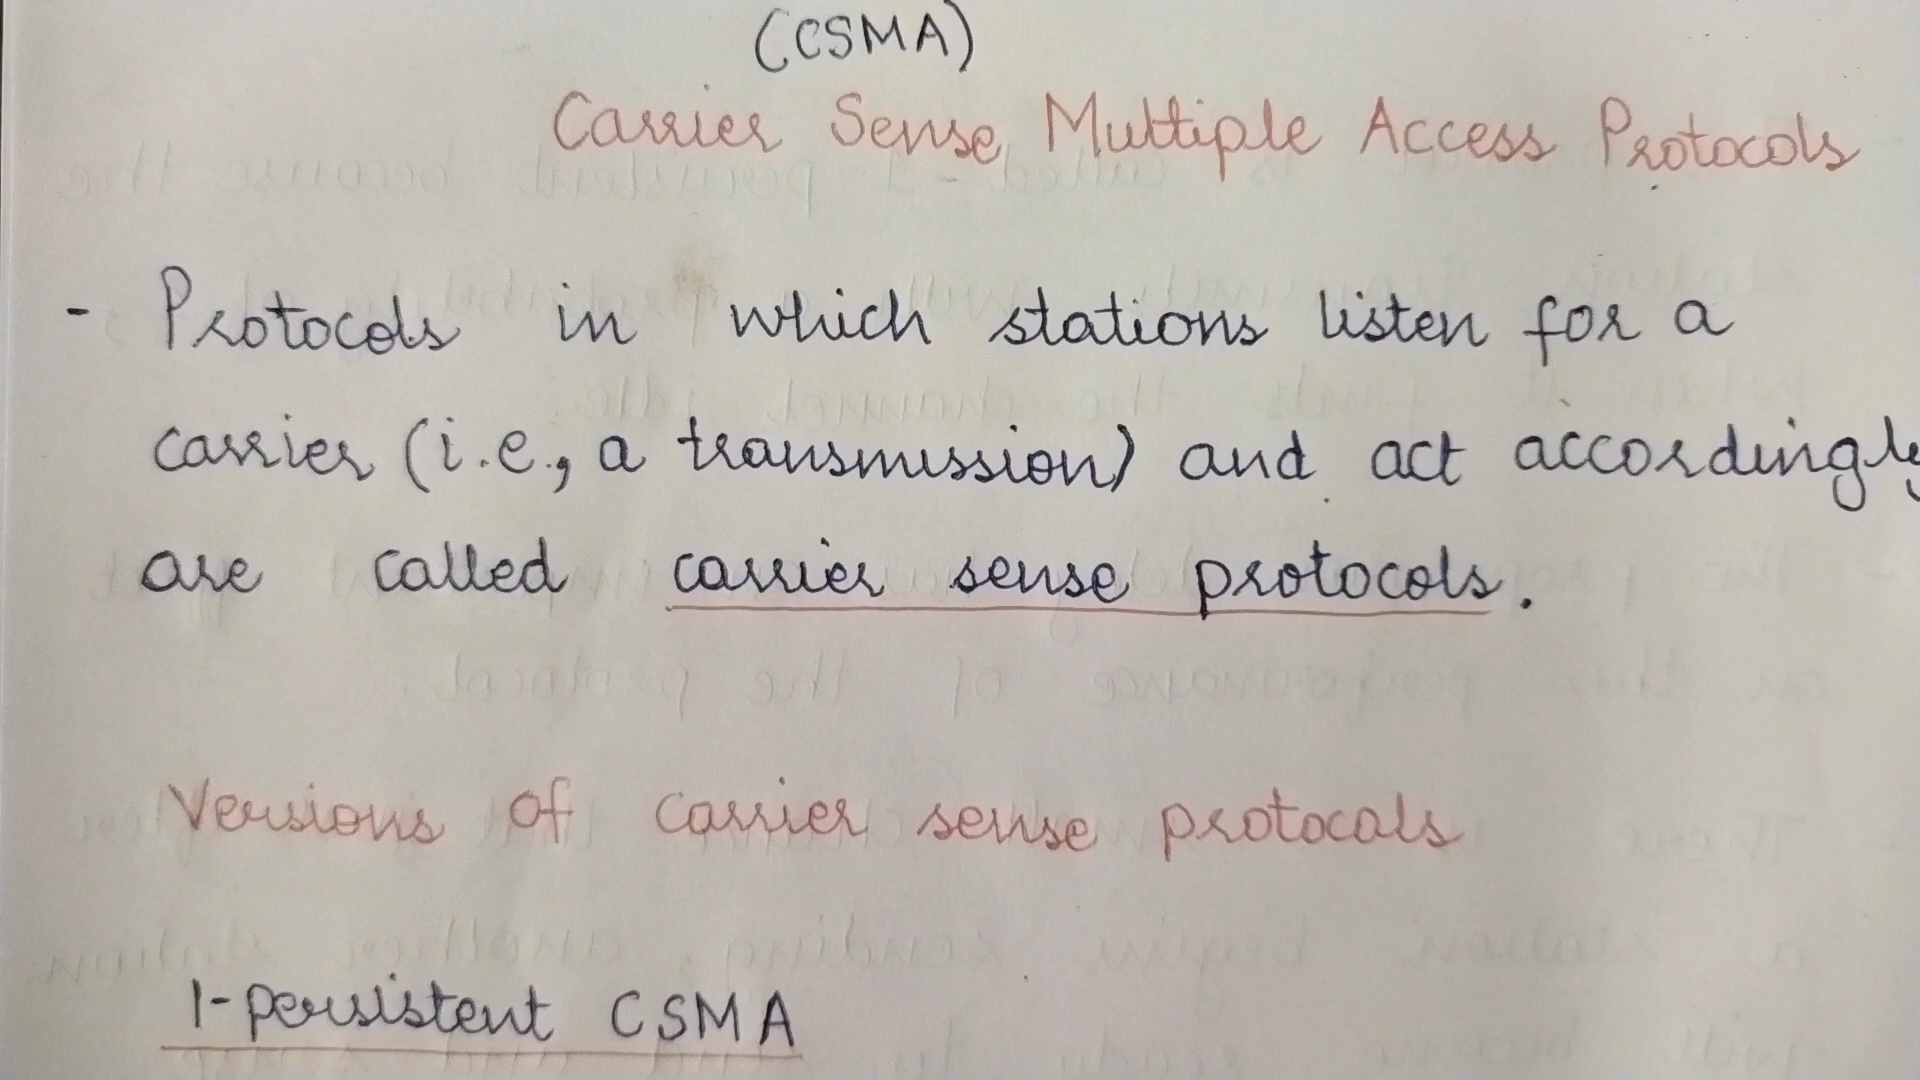 (CSMA)
Carrier Sense Multiple Access Protocols
- Protocols in which stations listen for a
carrier (i.e., a transmission) and act accordingly
are called carrier sense protocols.
Versions of carrier sense protocals
1-persistent CSMA